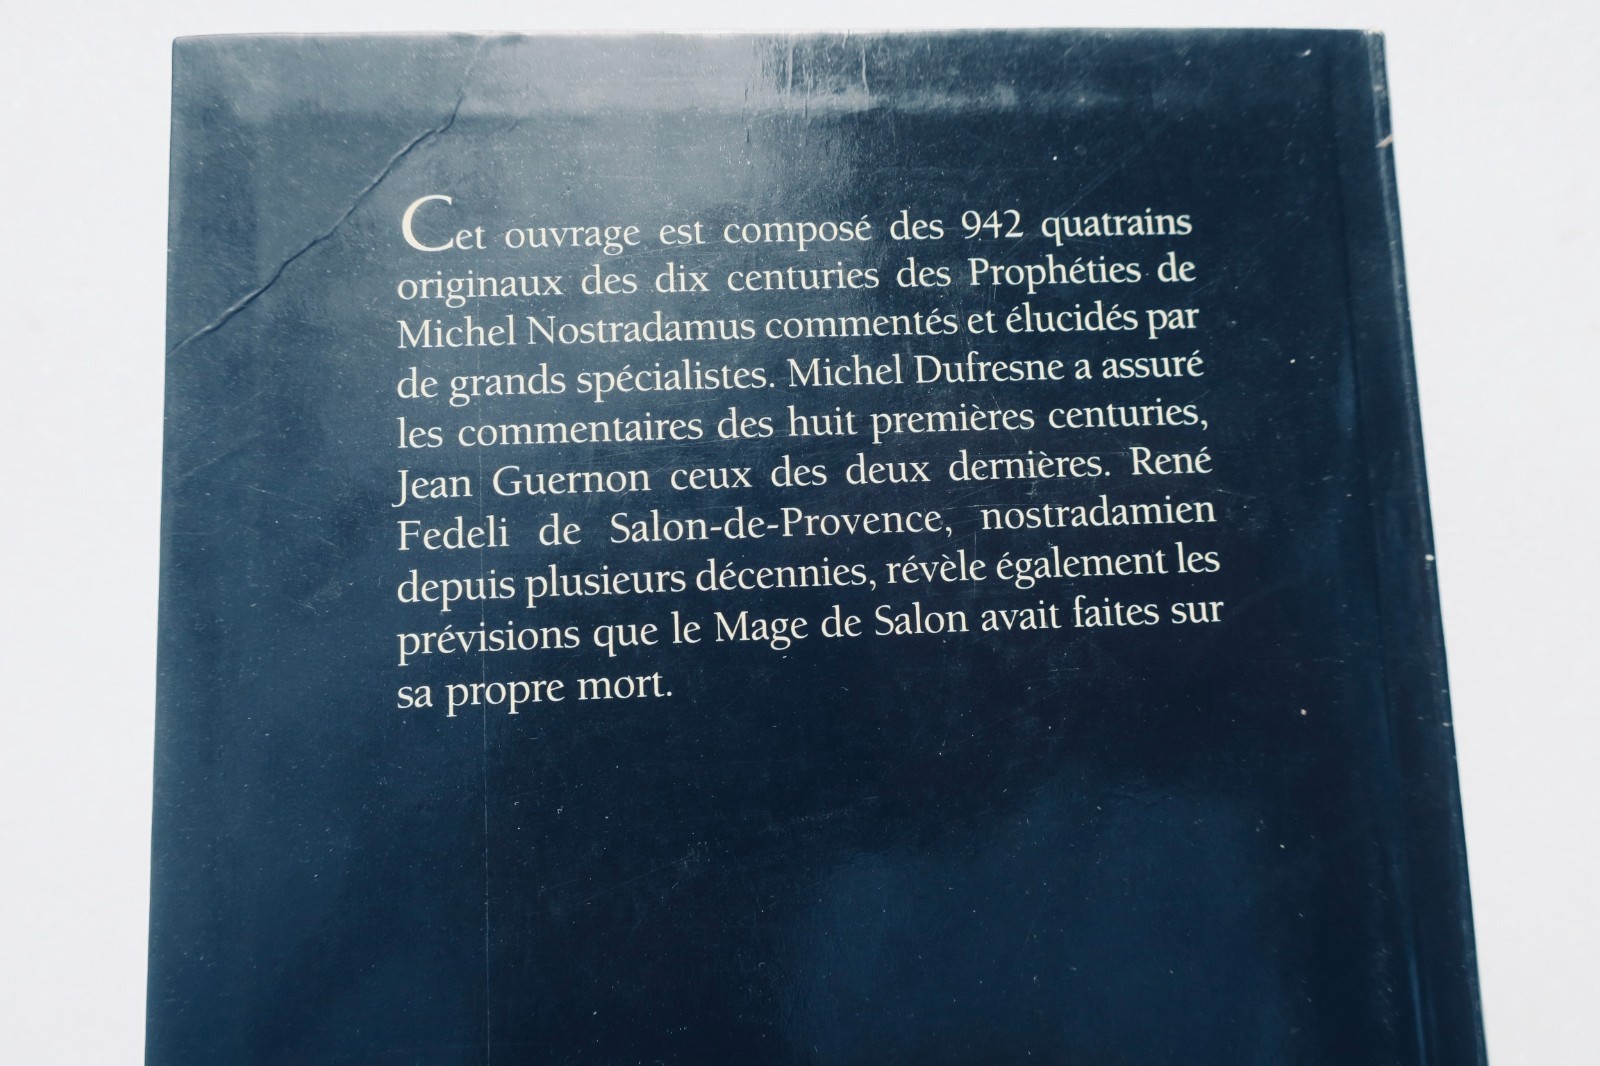 Cet ouvrage est composé des 942 quatrains
originaux des dix centuries des Prophéties de
Michel Nostradamus commentés et élucidés par
de grands spécialistes. Michel Dufresne a assuré
les commentaires des huit premières centuries,
Jean Guernon ceux des deux dernières. René
Fedeli de Salon-de-Provence, nostradamien
depuis plusieurs décennies, révèle également les
prévisions que le Mage de Salon avait faites sur
sa propre mort.